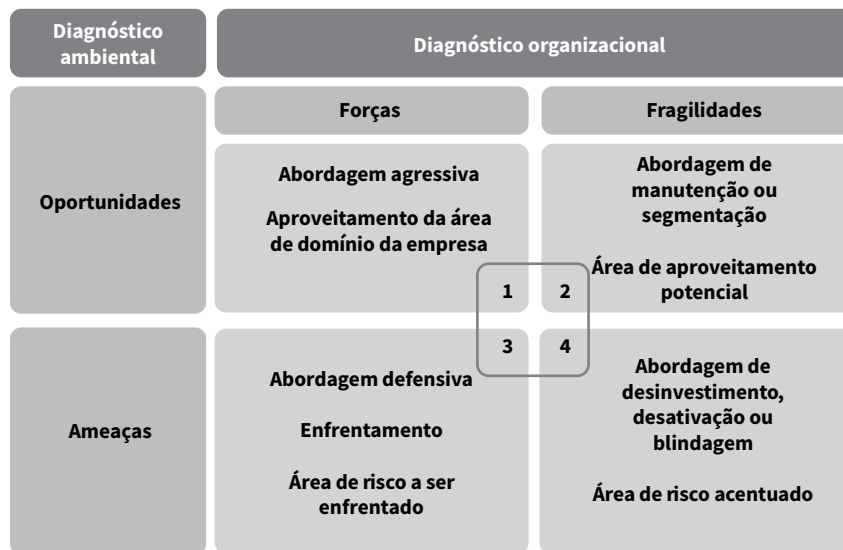 Diagnóstico
ambiental
Diagnóstico organizacional
Forças
Fragilidades
Oportunidades
Abordagem agressiva
Aproveitamento da área
de domínio da empresa
1
Abordagem de
manutenção ou
segmentação
Área de aproveitamento
potencial
2
Ameaças
3
Abordagem defensiva
Enfrentamento
Área de risco a ser
enfrentado
4
Abordagem de
desinvestimento,
desativação ou
blindagem
Área de risco acentuado